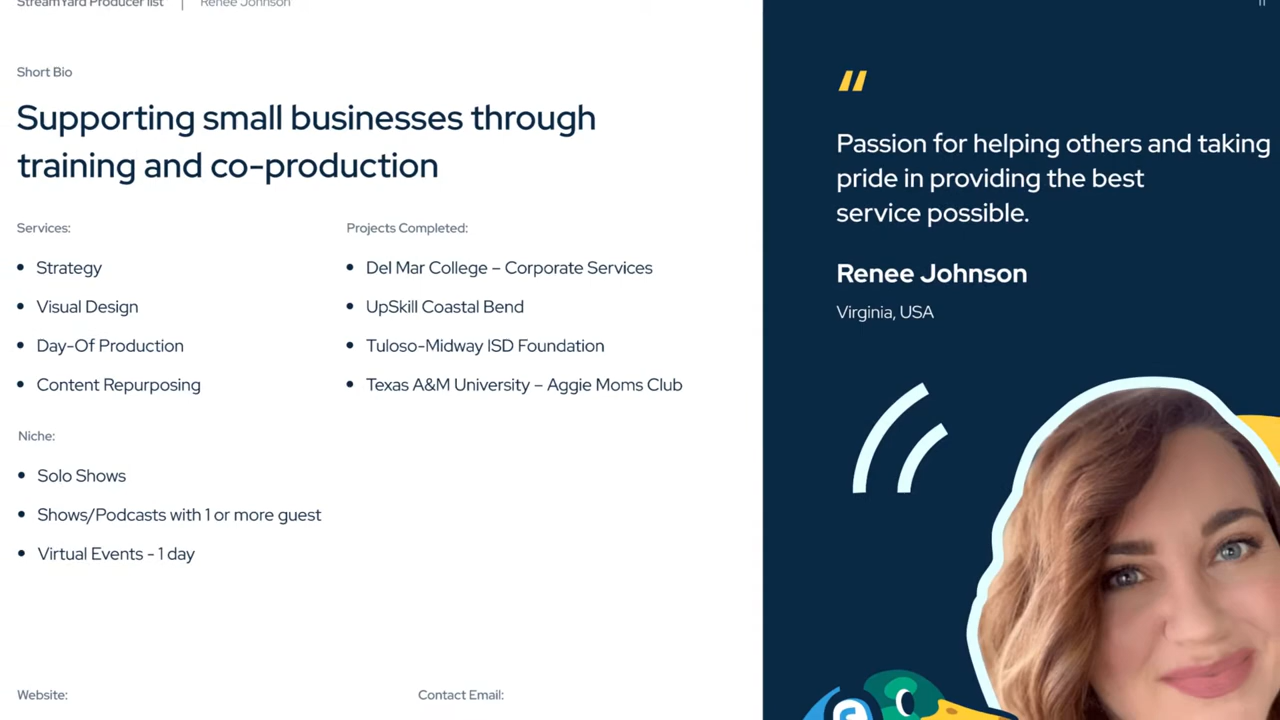 StreamYard Producer list | Renee Johnson
11
Short Bio
Supporting small businesses through
training and co-production
Services:
• Strategy
• Visual Design
• Day-Of Production
• Content Repurposing
Projects Completed:
• Del Mar College – Corporate Services
• UpSkill Coastal Bend
• Tuloso-Midway ISD Foundation
• Texas A&M University – Aggie Moms Club
Niche:
• Solo Shows
• Shows/Podcasts with 1 or more guest
• Virtual Events - 1 day
Website:
Contact Email:
Passion for helping others and taking
pride in providing the best
service possible.
Renee Johnson
Virginia, USA